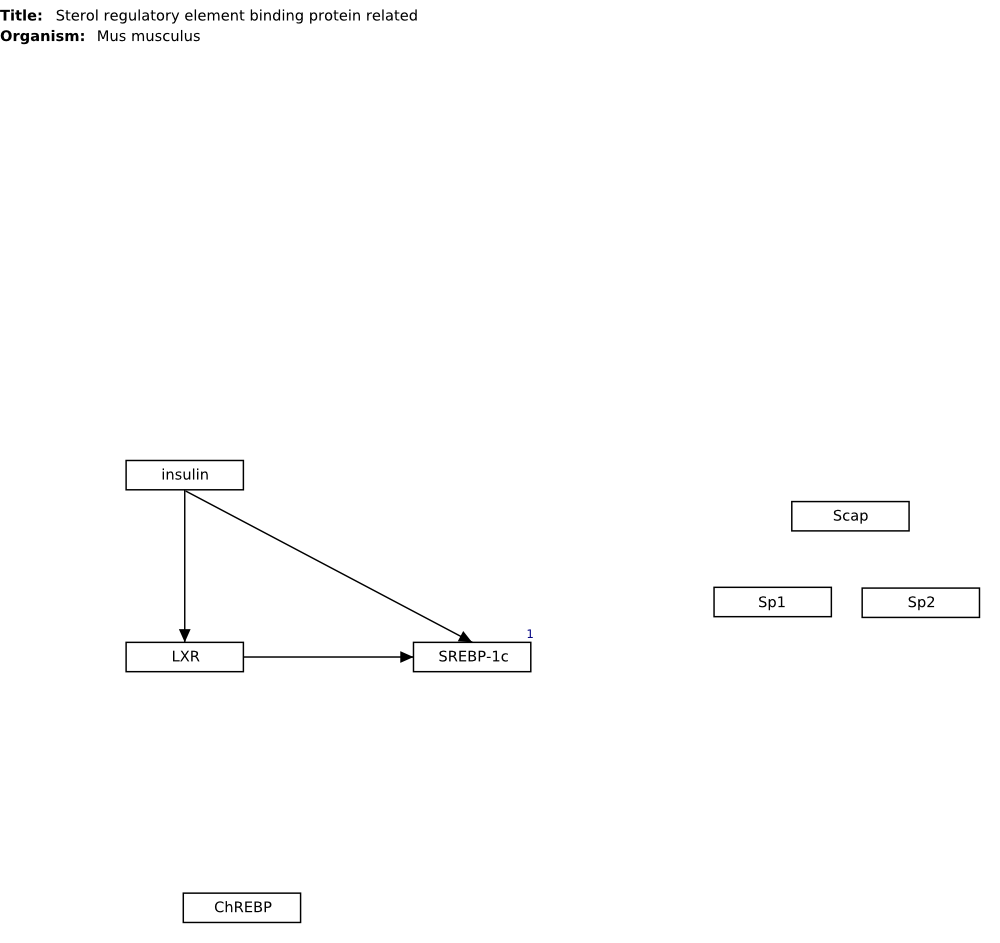 Title: Sterol regulatory element binding protein related
Organism: Mus musculus
insulin
Scap
Sp1 Sp2
1
LXR SREBP-1c
ChREBP